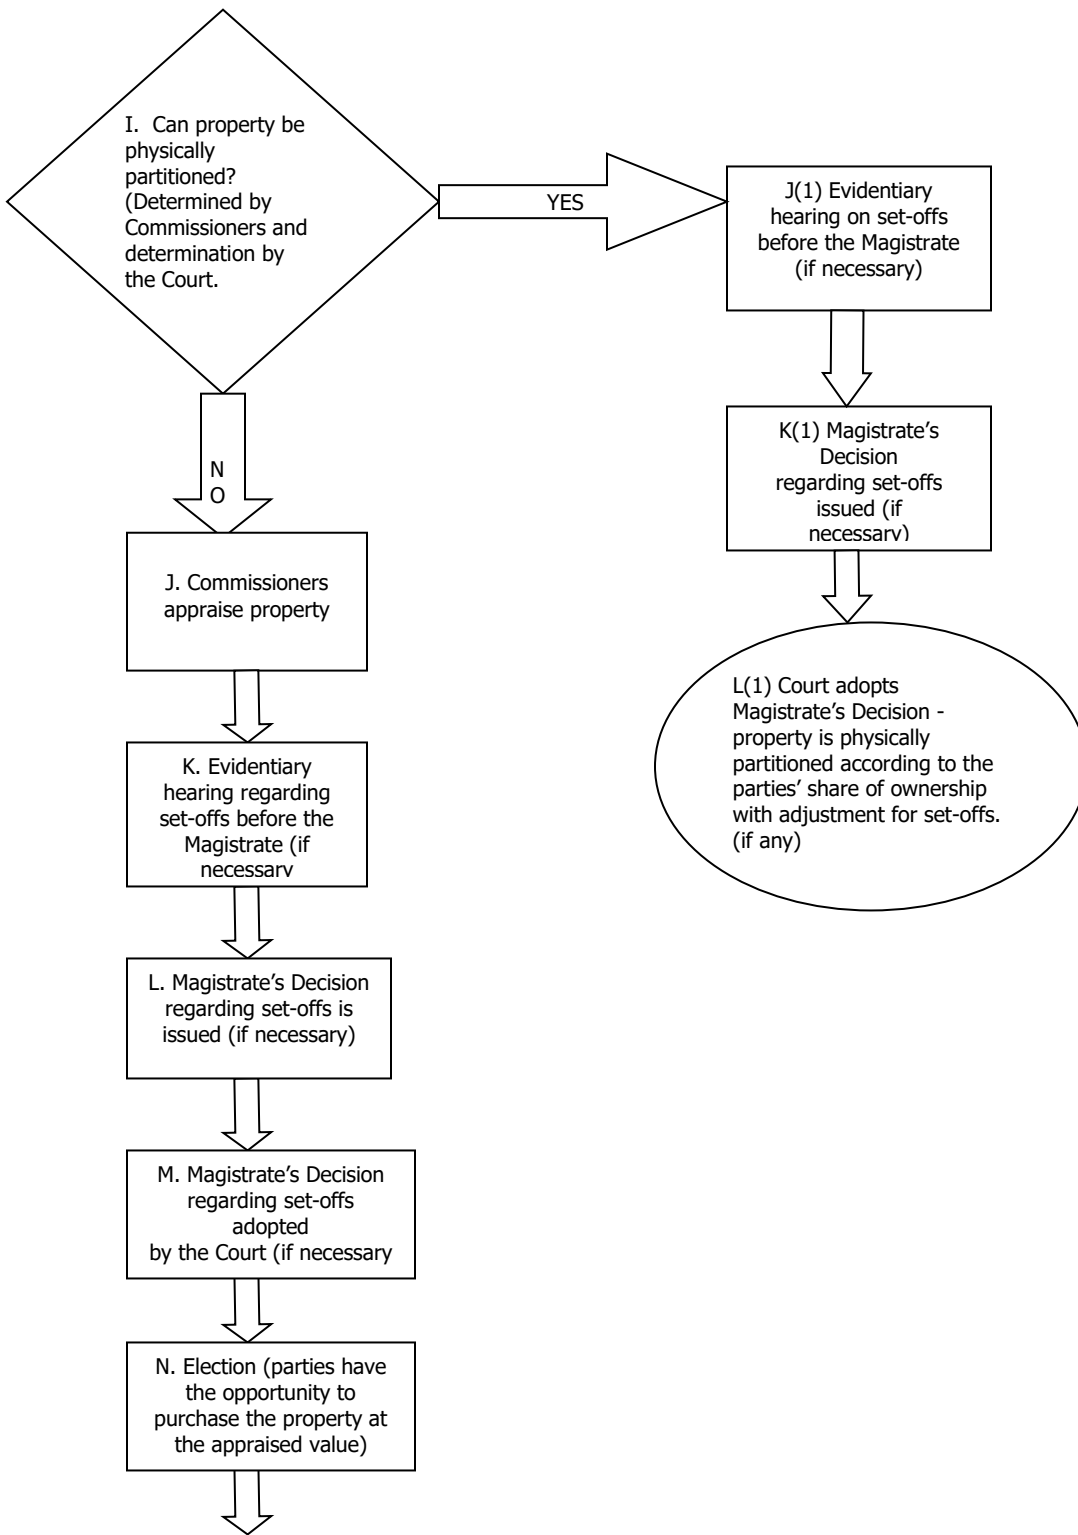 I. Can property be
physically
partitioned?
(Determined by
Commissioners and
determination by
the Court.
YES
J(1) Evidentiary
hearing on set-offs
before the Magistrate
(if necessary)
N
O
K(1) Magistrate’s
Decision
regarding set-offs
issued (if
necessary)
J. Commissioners
appraise property
L(1) Court adopts
Magistrate’s Decision -
property is physically
partitioned according to the
parties’ share of ownership
with adjustment for set-offs.
(if any)
K. Evidentiary
hearing regarding
set-offs before the
Magistrate (if
necessary
L. Magistrate’s Decision
regarding set-offs is
issued (if necessary)
M. Magistrate’s Decision
regarding set-offs
adopted
by the Court (if necessary
N. Election (parties have
the opportunity to
purchase the property at
the appraised value)